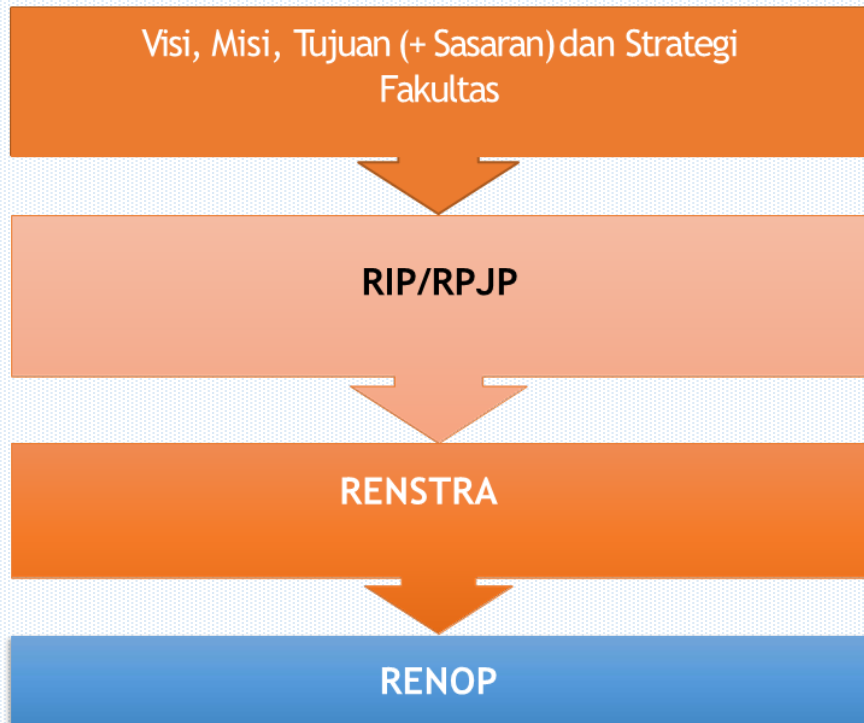 Visi, Misi, Tujuan (+ Sasaran) dan Strategi
Fakultas
RIP/RPJP
RENSTRA
RENOP